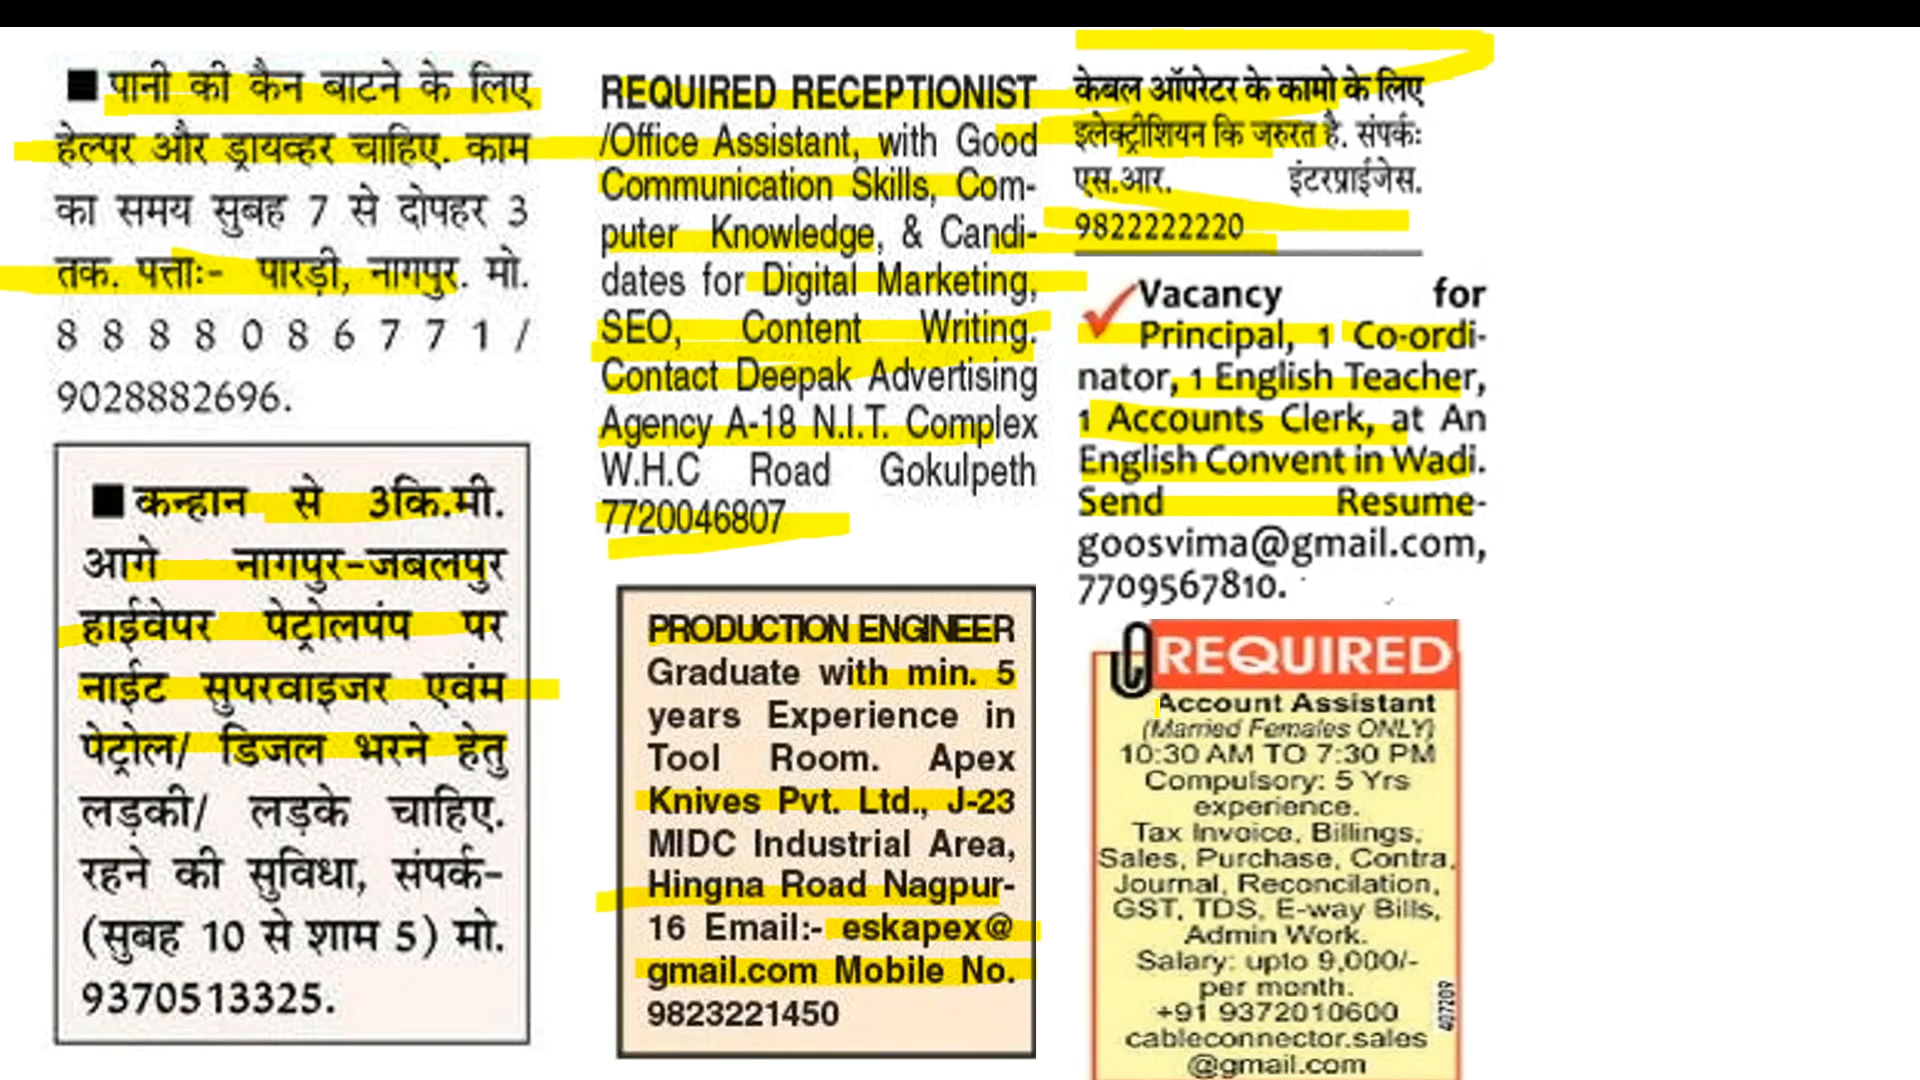 ■ पानी की कैन बाटने के लिए
हेल्पर और ड्रायव्हर चाहिए. काम
का समय सुबह 7 से दोपहर 3
तक. पत्ताः- पारड़ी, नागपुर. मो.
8 8 8 8 0 8 6 7 7 1 /
9028882696.
■ कन्हान से 3कि.मी.
आगे नागपुर-जबलपुर
हाईवेपर पेट्रोलपंप पर
नाईट सुपरवाइजर एवंम
पेट्रोल/ डिजल भरने हेतु
लड़की/ लड़के चाहिए.
रहने की सुविधा, संपर्क-
(सुबह 10 से शाम 5) मो.
9370513325.
REQUIRED RECEPTIONIST
/Office Assistant, with Good
Communication Skills, Com-
puter Knowledge, & Candi-
dates for Digital Marketing,
SEO, Content Writing.
Contact Deepak Advertising
Agency A-18 N.I.T. Complex
W.H.C Road Gokulpeth
7720046807
PRODUCTION ENGINEER
Graduate with min. 5
years Experience in
Tool Room. Apex
Knives Pvt. Ltd., J-23
MIDC Industrial Area,
Hingna Road Nagpur-
16 Email:- eskapex@
gmail.com Mobile No.
9823221450
केबल ऑपरेटर के कामो के लिए
इलेक्ट्रीशियन कि जरुरत है. संपर्कः
एस.आर. इंटरप्राईजेस.
9822222220
Vacancy for
Principal, 1 Co-ordi-
nator, 1 English Teacher,
1 Accounts Clerk, at An
English Convent in Wadi.
Send Resume-
goosvima@gmail.com,
7709567810.
REQUIRED
Account Assistant
(Married Females ONLY)
10:30 AM TO 7:30 PM
Compulsory: 5 Yrs
experience.
Tax Invoice, Billings,
Sales, Purchase, Contra,
Journal, Reconcilation,
GST, TDS, E-way Bills,
Admin Work.
Salary: upto 9,000/-
per month.
+91 9372010600
cableconnector.sales
@gmail.com
407209